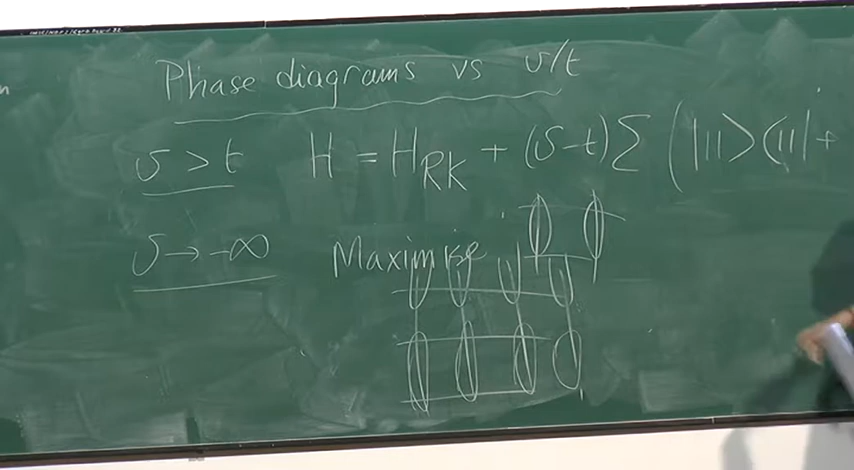 Phase diagrams vs v/t
v > t H = H_RK + (v-t) ∑ (|11><11| +
v → -∞ Maximise